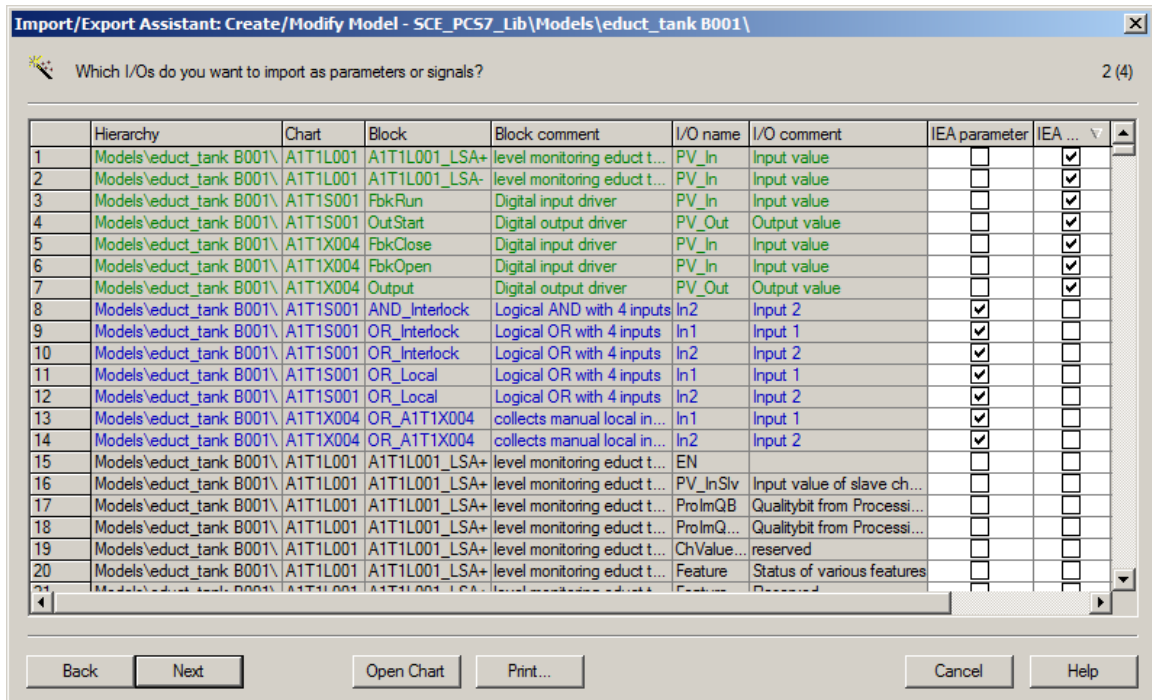 Import/Export Assistant: Create/Modify Model - SCE_PCS7_Lib\Models\educt_tank B001\
Which I/Os do you want to import as parameters or signals? 2 (4)
Hierarchy Chart Block Block comment I/O name I/O comment IEA parameter IEA ...
1 Models\educt_tank B001\ A1T1L001 A1T1L001_LSA+ level monitoring educt t... PV_In Input value
2 Models\educt_tank B001\ A1T1L001 A1T1L001_LSA- level monitoring educt t... PV_In Input value
3 Models\educt_tank B001\ A1T1S001 FbkRun Digital input driver PV_In Input value
4 Models\educt_tank B001\ A1T1S001 OutStart Digital output driver PV_Out Output value
5 Models\educt_tank B001\ A1T1X004 FbkClose Digital input driver PV_In Input value
6 Models\educt_tank B001\ A1T1X004 FbkOpen Digital input driver PV_In Input value
7 Models\educt_tank B001\ A1T1X004 Output Digital output driver PV_Out Output value
8 Models\educt_tank B001\ A1T1S001 AND_Interlock Logical AND with 4 inputs In2 Input 2
9 Models\educt_tank B001\ A1T1S001 OR_Interlock Logical OR with 4 inputs In1 Input 1
10 Models\educt_tank B001\ A1T1S001 OR_Interlock Logical OR with 4 inputs In2 Input 2
11 Models\educt_tank B001\ A1T1S001 OR_Local Logical OR with 4 inputs In1 Input 1
12 Models\educt_tank B001\ A1T1S001 OR_Local Logical OR with 4 inputs In2 Input 2
13 Models\educt_tank B001\ A1T1X004 OR_A1T1X004 collects manual local in... In1 Input 1
14 Models\educt_tank B001\ A1T1X004 OR_A1T1X004 collects manual local in... In2 Input 2
15 Models\educt_tank B001\ A1T1L001 A1T1L001_LSA+ level monitoring educt t... EN
16 Models\educt_tank B001\ A1T1L001 A1T1L001_LSA+ level monitoring educt t... PV_InSlv Input value of slave ch...
17 Models\educt_tank B001\ A1T1L001 A1T1L001_LSA+ level monitoring educt t... ProImQB Qualitybit from Processi...
18 Models\educt_tank B001\ A1T1L001 A1T1L001_LSA+ level monitoring educt t... ProImQ... Qualitybit from Processi...
19 Models\educt_tank B001\ A1T1L001 A1T1L001_LSA+ level monitoring educt t... ChValue... reserved
20 Models\educt_tank B001\ A1T1L001 A1T1L001_LSA+ level monitoring educt t... Feature Status of various features
Back Next Open Chart Print... Cancel Help